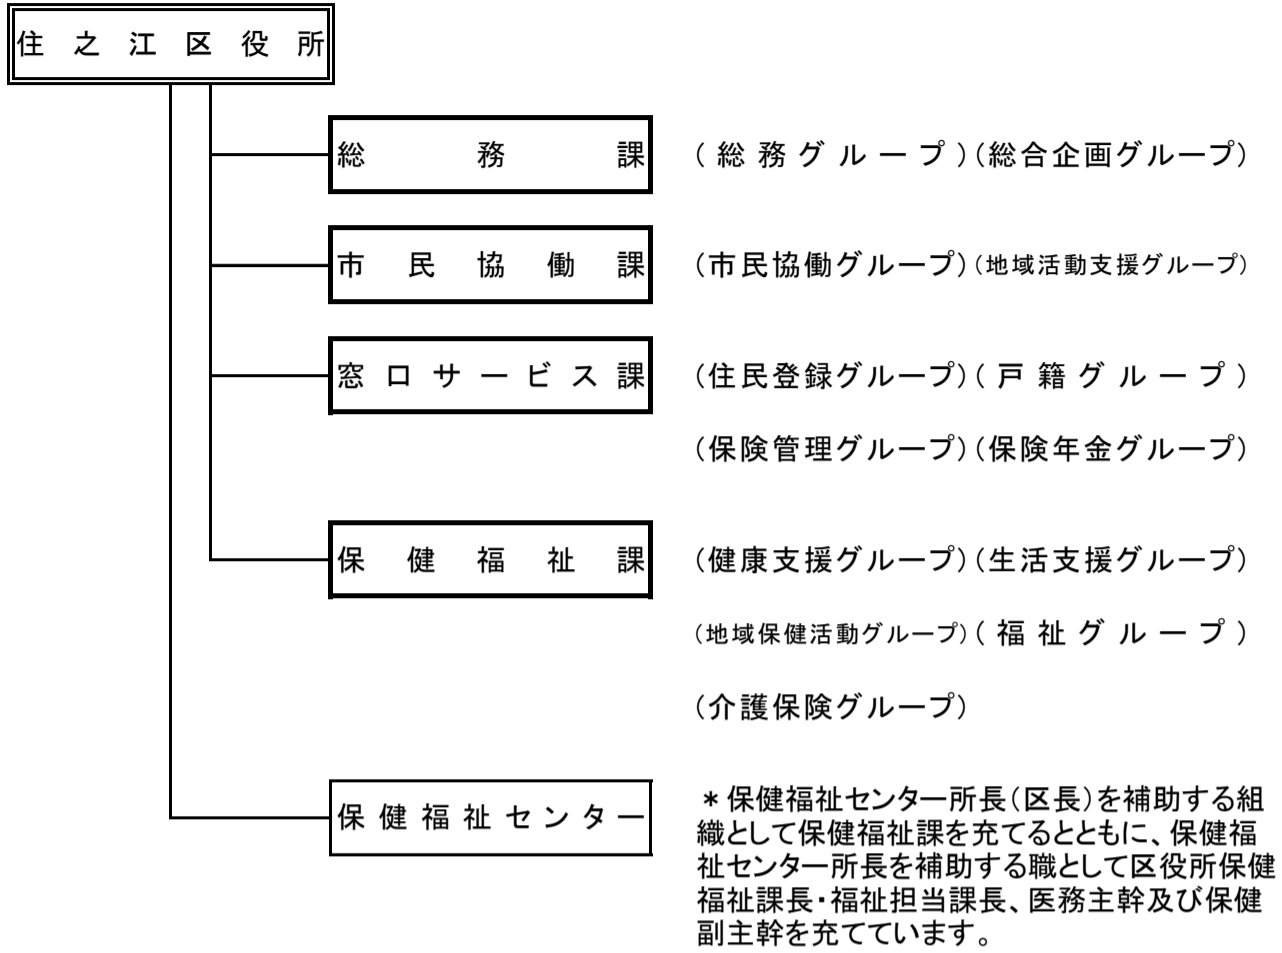 住之江区役所
総務課 (総務グループ)(総合企画グループ)
市民協働課 (市民協働グループ)(地域活動支援グループ)
窓口サービス課 (住民登録グループ)(戸籍グループ)
(保険管理グループ)(保険年金グループ)
保健福祉課 (健康支援グループ)(生活支援グループ)
(地域保健活動グループ)(福祉グループ)
(介護保険グループ)
保健福祉センター
*保健福祉センター所長(区長)を補助する組
織として保健福祉課を充てるとともに、保健福
祉センター所長を補助する職として区役所保健
福祉課長・福祉担当課長、医務主幹及び保健
副主幹を充てています。